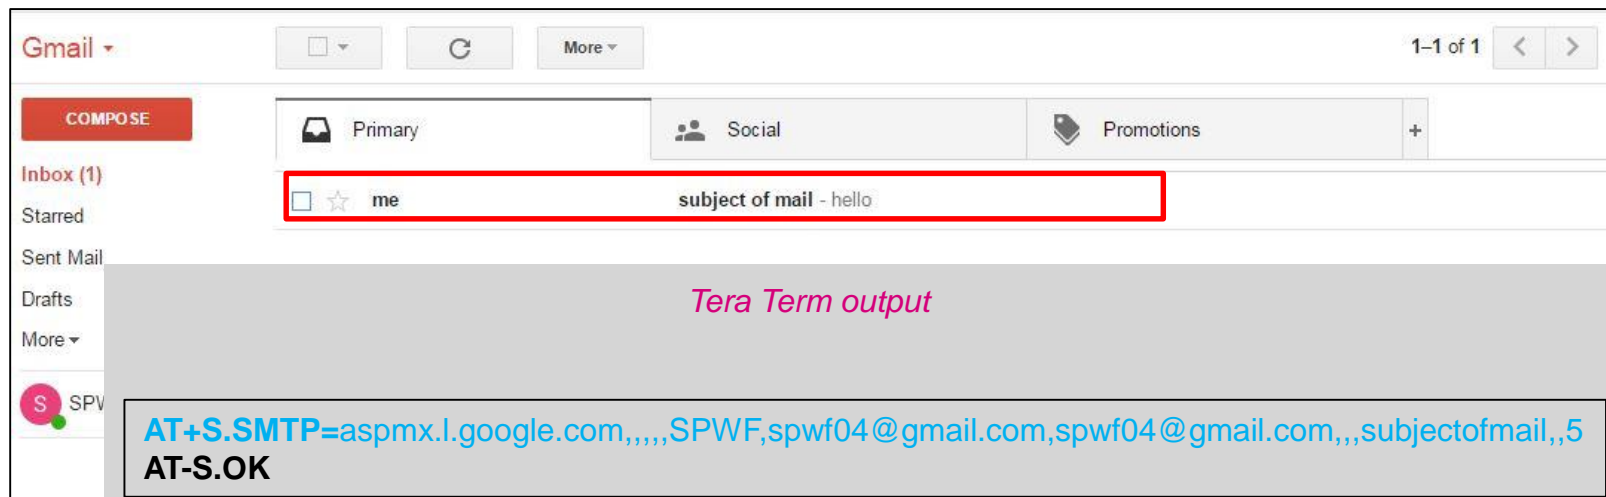 Gmail
More
1–1 of 1
COMPOSE
Primary
Social
Promotions
+
Inbox (1)
me subject of mail - hello
Starred
Sent Mail
Drafts
Tera Term output
More
S SPW
AT+S.SMTP=aspmx.l.google.com,,,,,SPWF,spwf04@gmail.com,spwf04@gmail.com,,,subjectofmail,,5
AT-S.OK